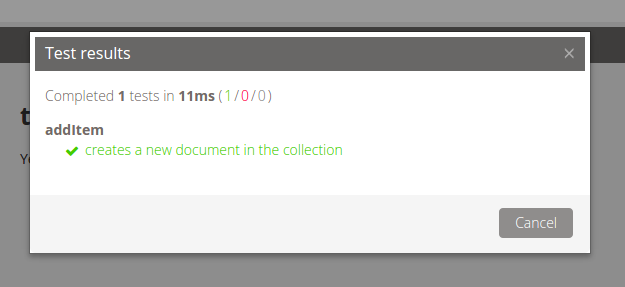 Test results ×
Completed 1 tests in 11ms (1/0/0)
addItem
✔ creates a new document in the collection
Cancel